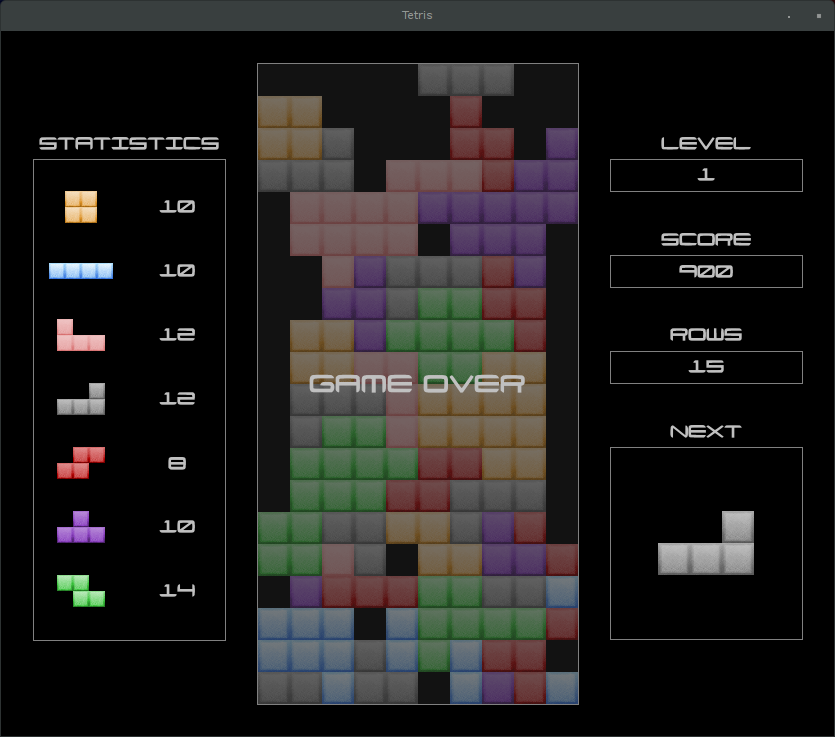 Tetris
STATISTICS
10
10
12
12
8
10
14
GAME OVER
LEVEL
1
SCORE
900
ROWS
15
NEXT